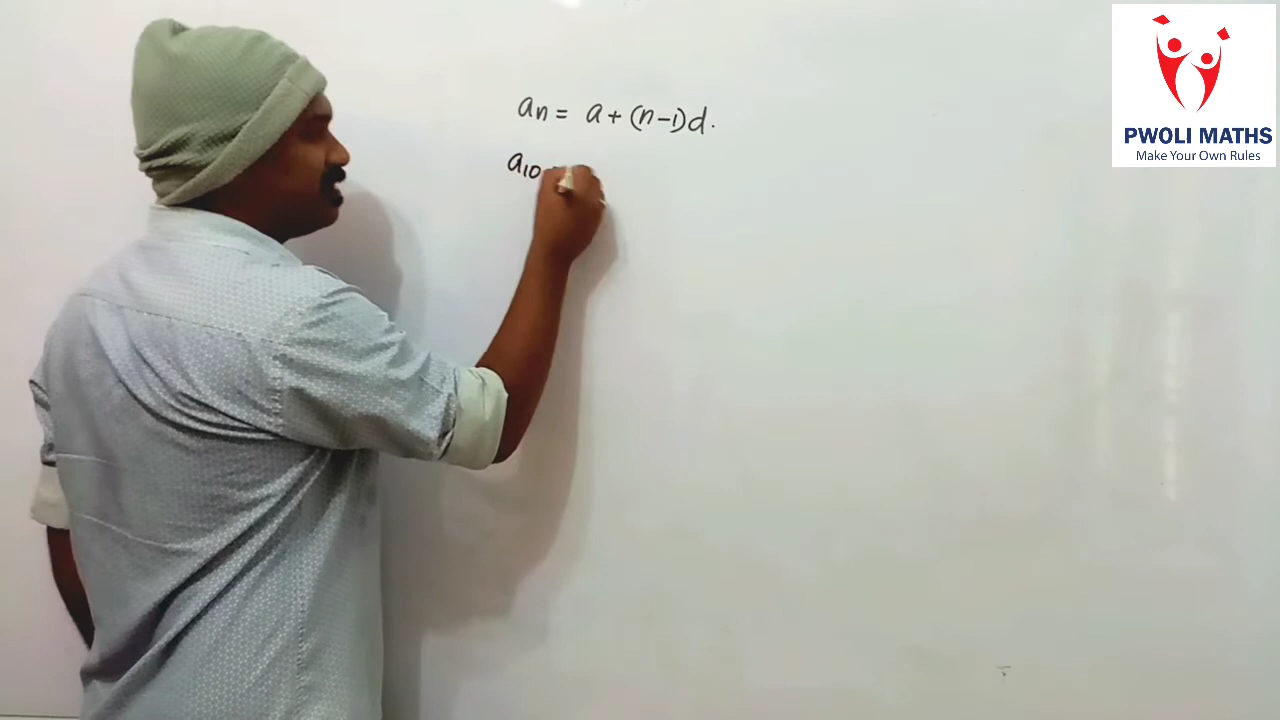 an = a + (n-1)d.
a10
PWOLI MATHS
Make Your Own Rules